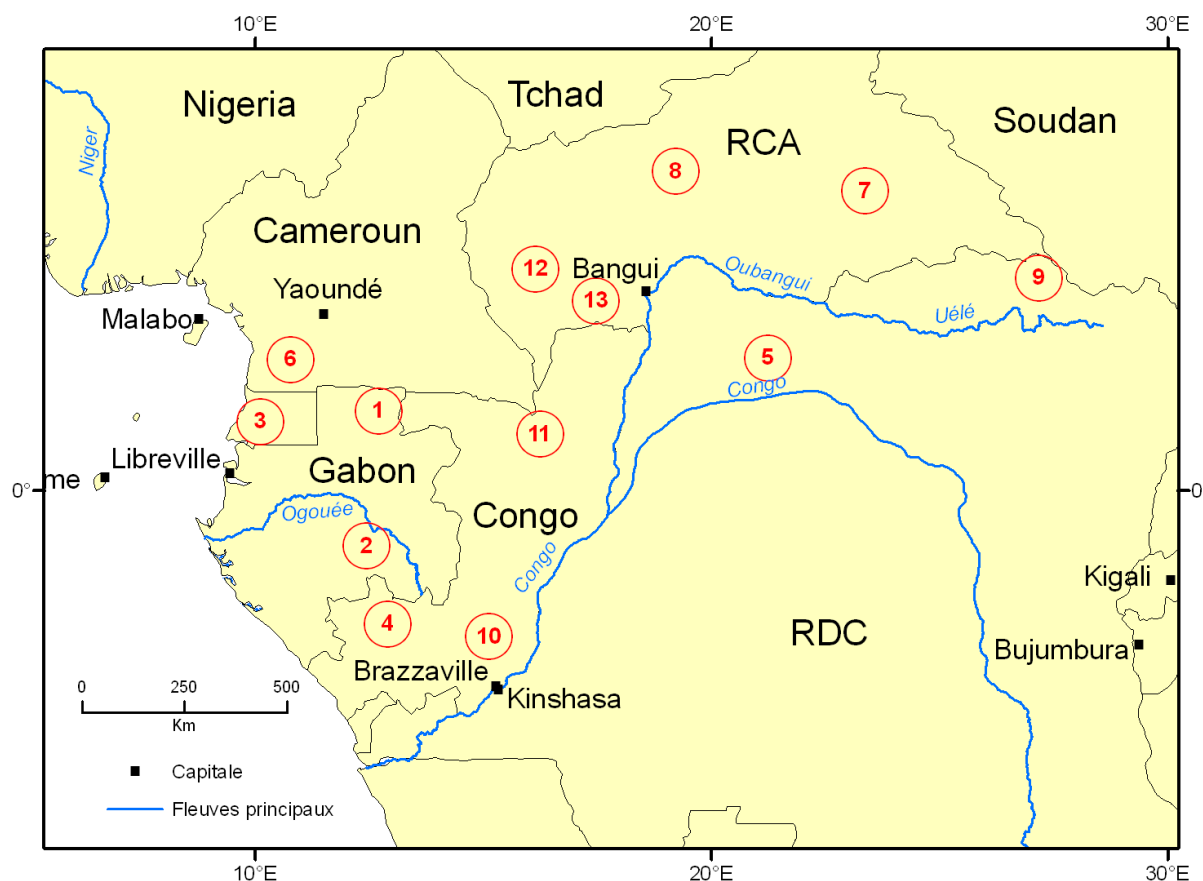 10°E
20°E
30°E
Nigeria
Tchad
Soudan
RCA
Niger
8
7
Cameroun
12
Bangui
Oubangui
9
Yaoundé
13
Malabo
Uélé
6
5
Congo
1
3
11
Libreville
Gabon
0°
me
0
Ogouée
Congo
2
Congo
Kigali
4
10
RDC
Bujumbura
Brazzaville
Kinshasa
0 250 500
Km
Capitale
Fleuves principaux
10°E
20°E
30°E